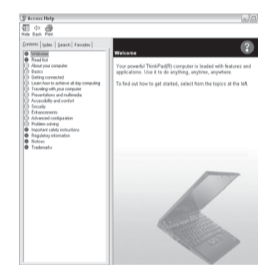 Access Help
Hide Back Print
Contents Index Search Favorites
Welcome
Read first
About your computer
Basics
Getting connected
Learn how to achieve all-day computing
Traveling with your computer
Presentations and multimedia
Accessibility and comfort
Security
Enhancements
Advanced configuration
Problem solving
Important safety instructions
Regulatory information
Notices
Trademarks
?
Welcome
Your powerful ThinkPad(R) computer is loaded with features and
applications. Use it to do anything, anytime, anywhere.
To find out how to get started, select from the topics at the left.